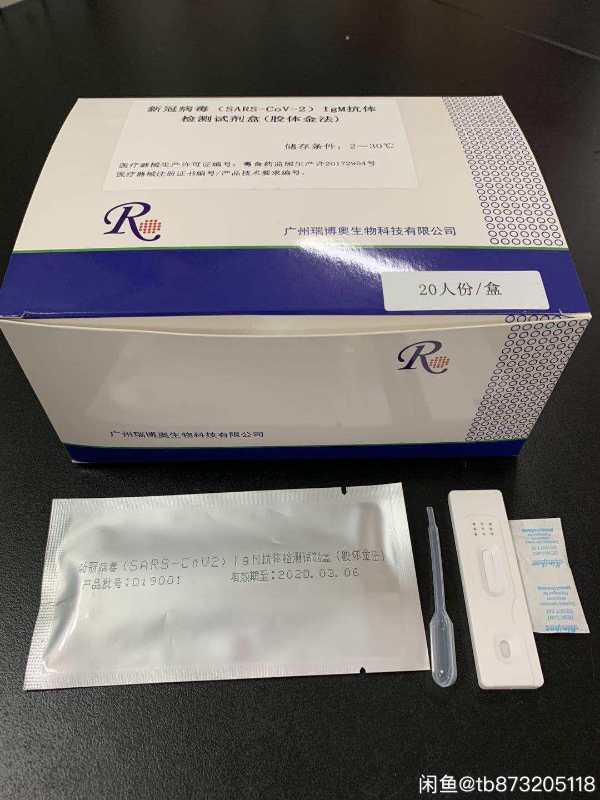 新冠病毒（SARS-CoV-2）IgM抗体
检测试剂盒(胶体金法)
储存条件：2—30℃
医疗器械生产许可证编号：粤食药监械生产许20172954号
医疗器械注册证书编号/产品技术要求编号：
R
广州瑞博奥生物科技有限公司
20人份/盒
R
广州瑞博奥生物科技有限公司
新冠病毒(SARS-CoV2) IgM抗体检测试剂盒 (胶体金法)
产品批号:D19001
有效期至:2020.03.06
闲鱼@tb873205118